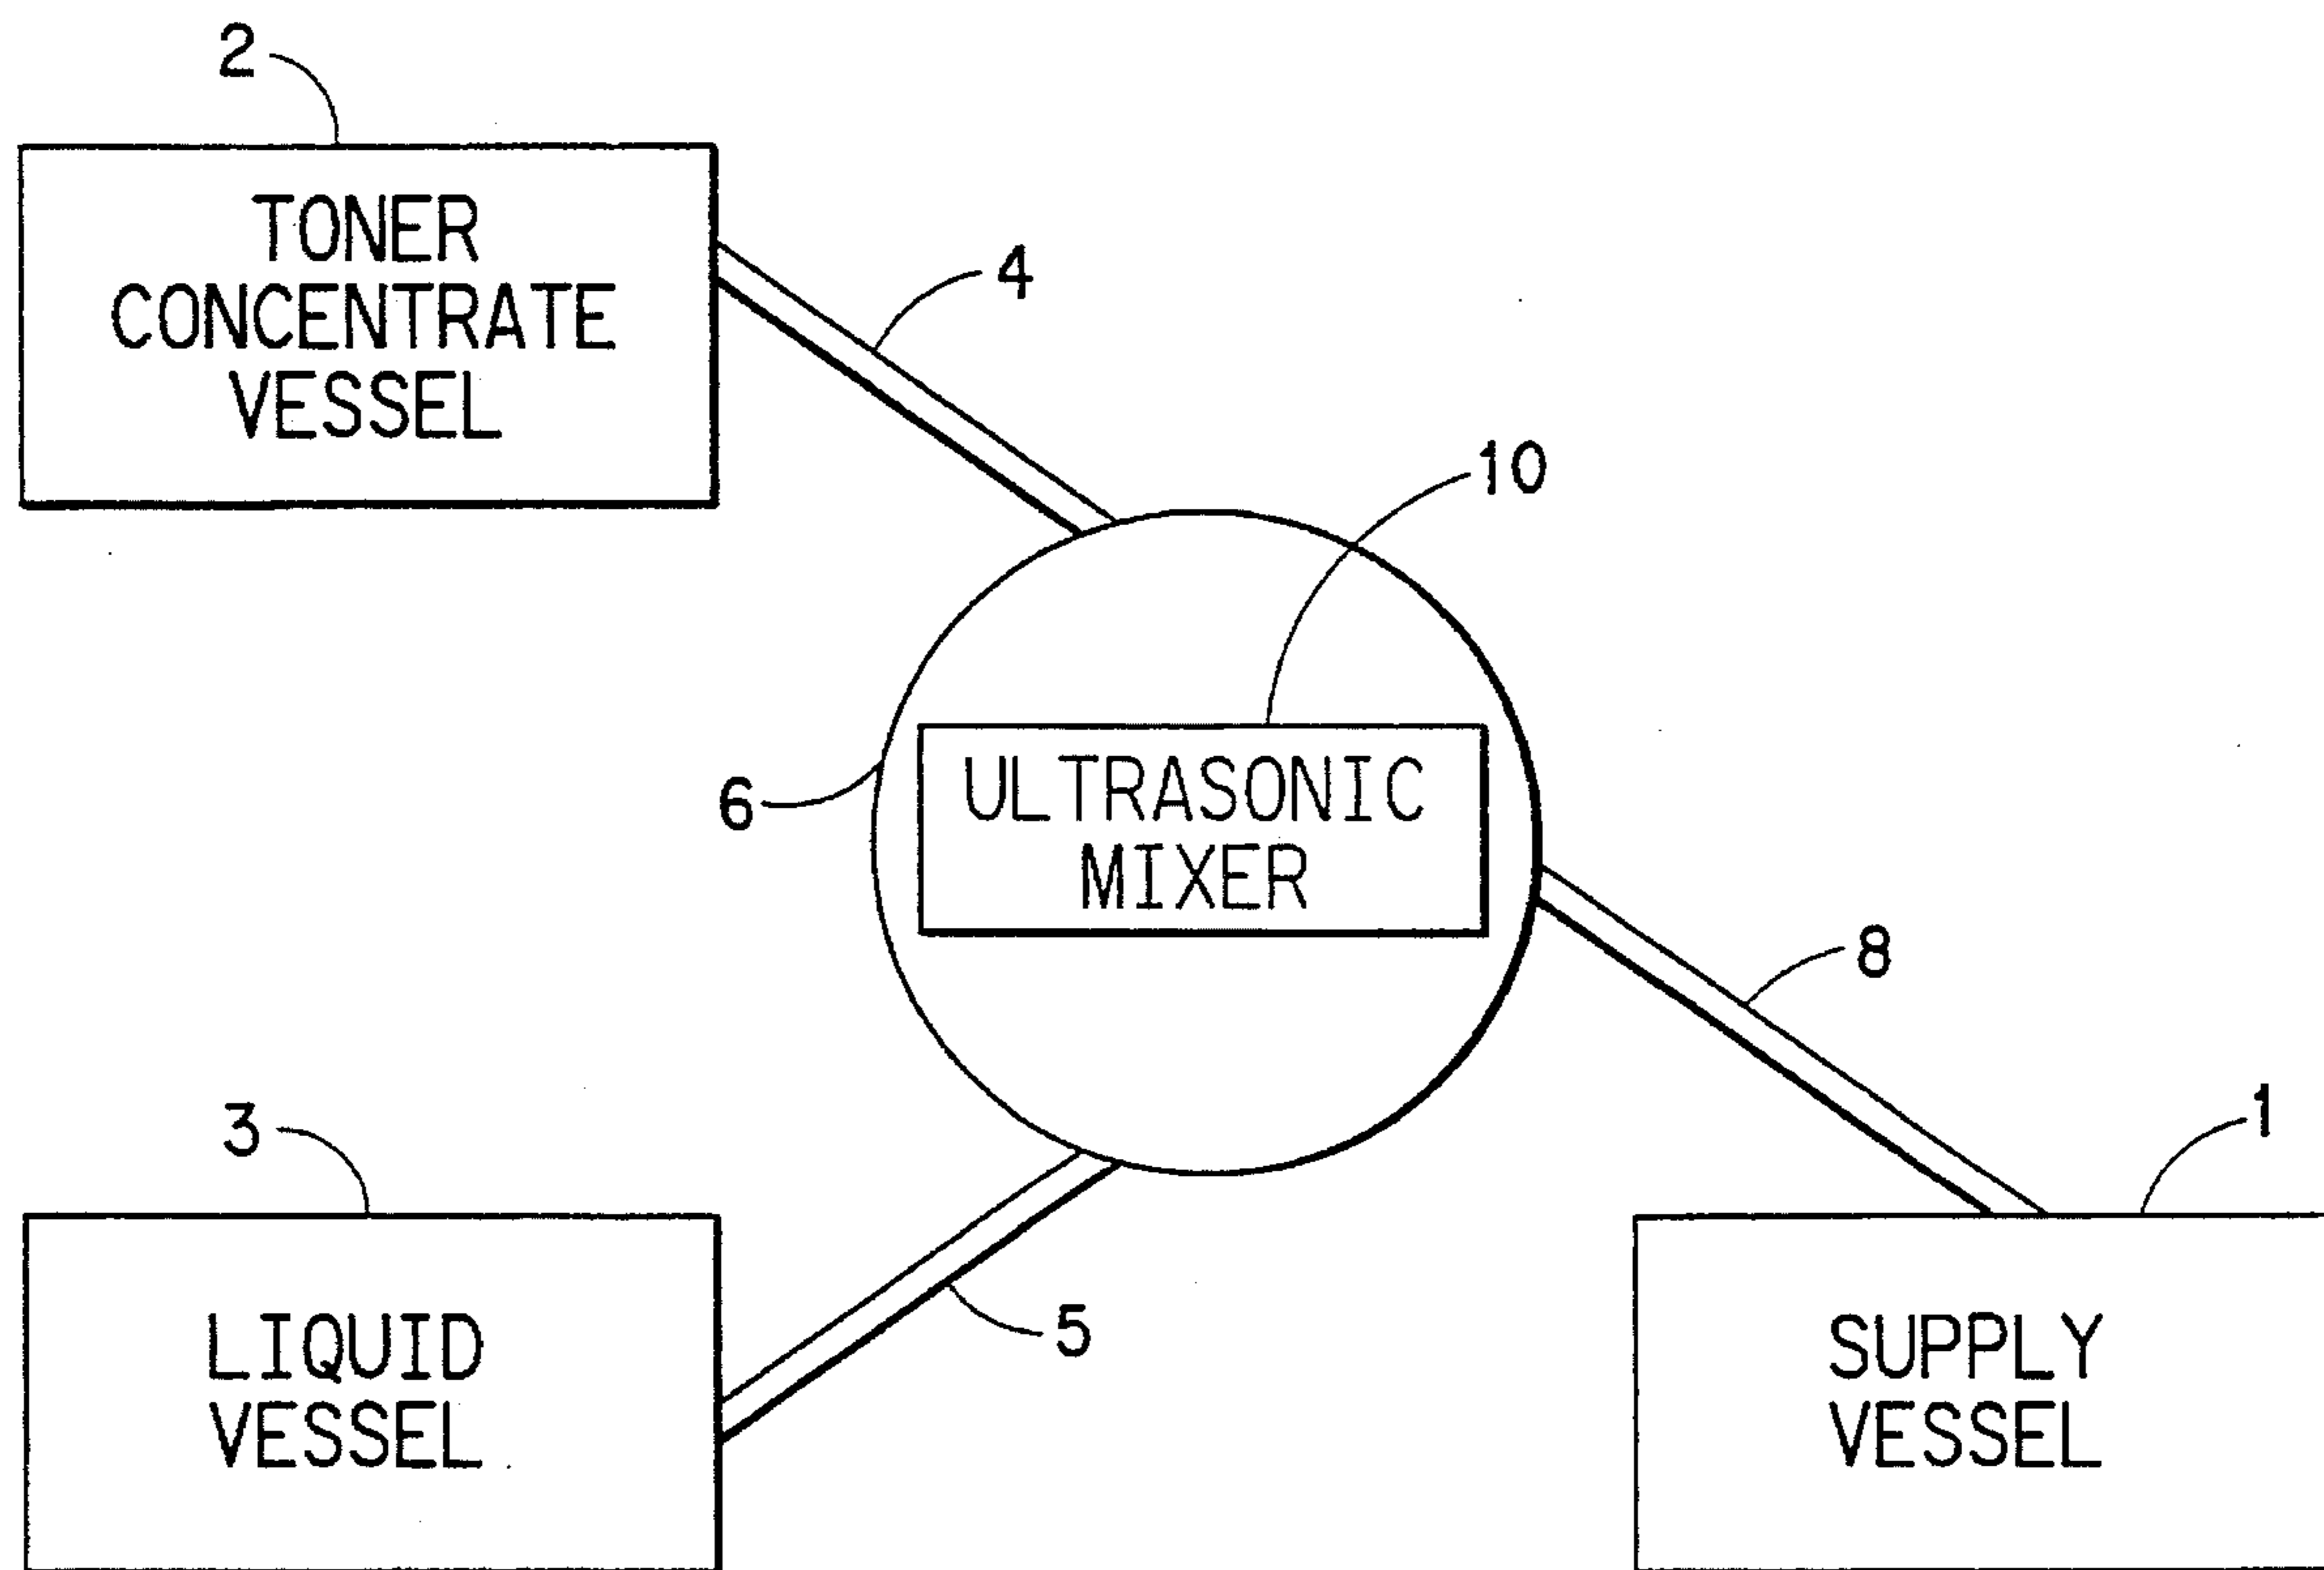 2
TONER
CONCENTRATE
VESSEL
4
10
6
ULTRASONIC
MIXER
8
3
1
5
LIQUID
VESSEL
SUPPLY
VESSEL